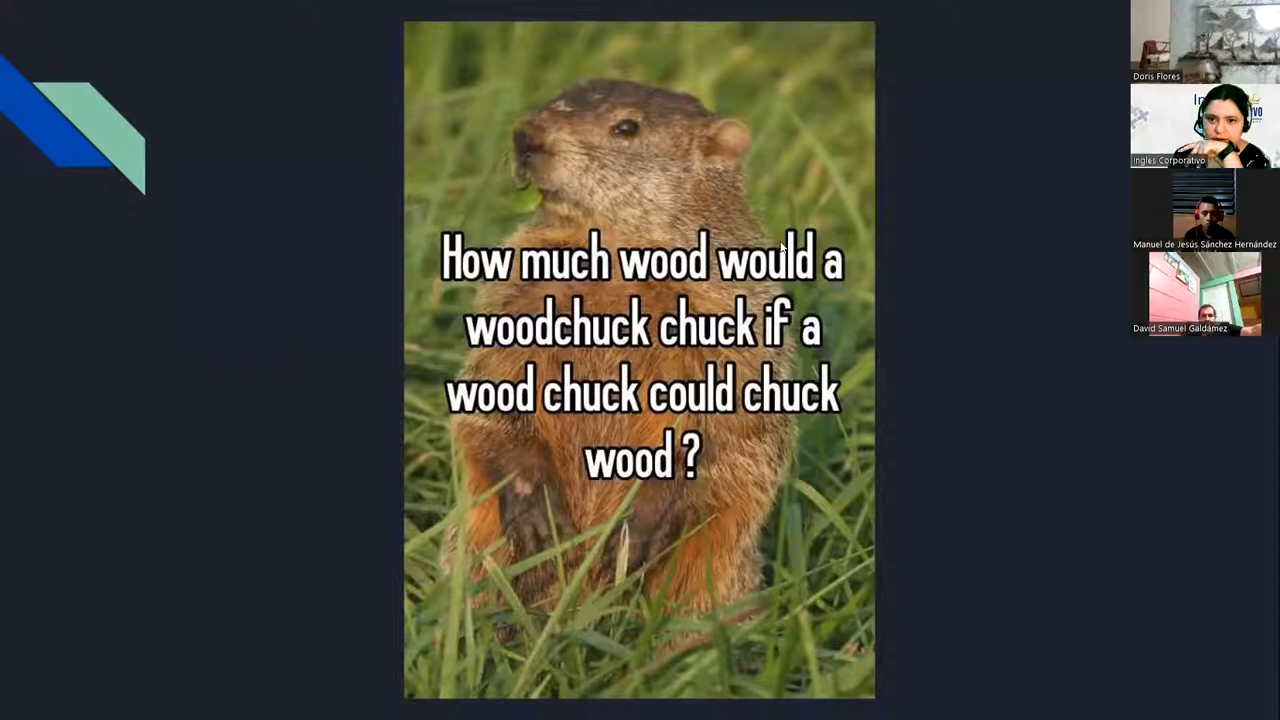 How much wood would a
woodchuck chuck if a
wood chuck could chuck
wood ?
Doris Flores
Ingles Corporativo
Manuel de Jesús Sánchez Hernández
David Samuel Galdámez